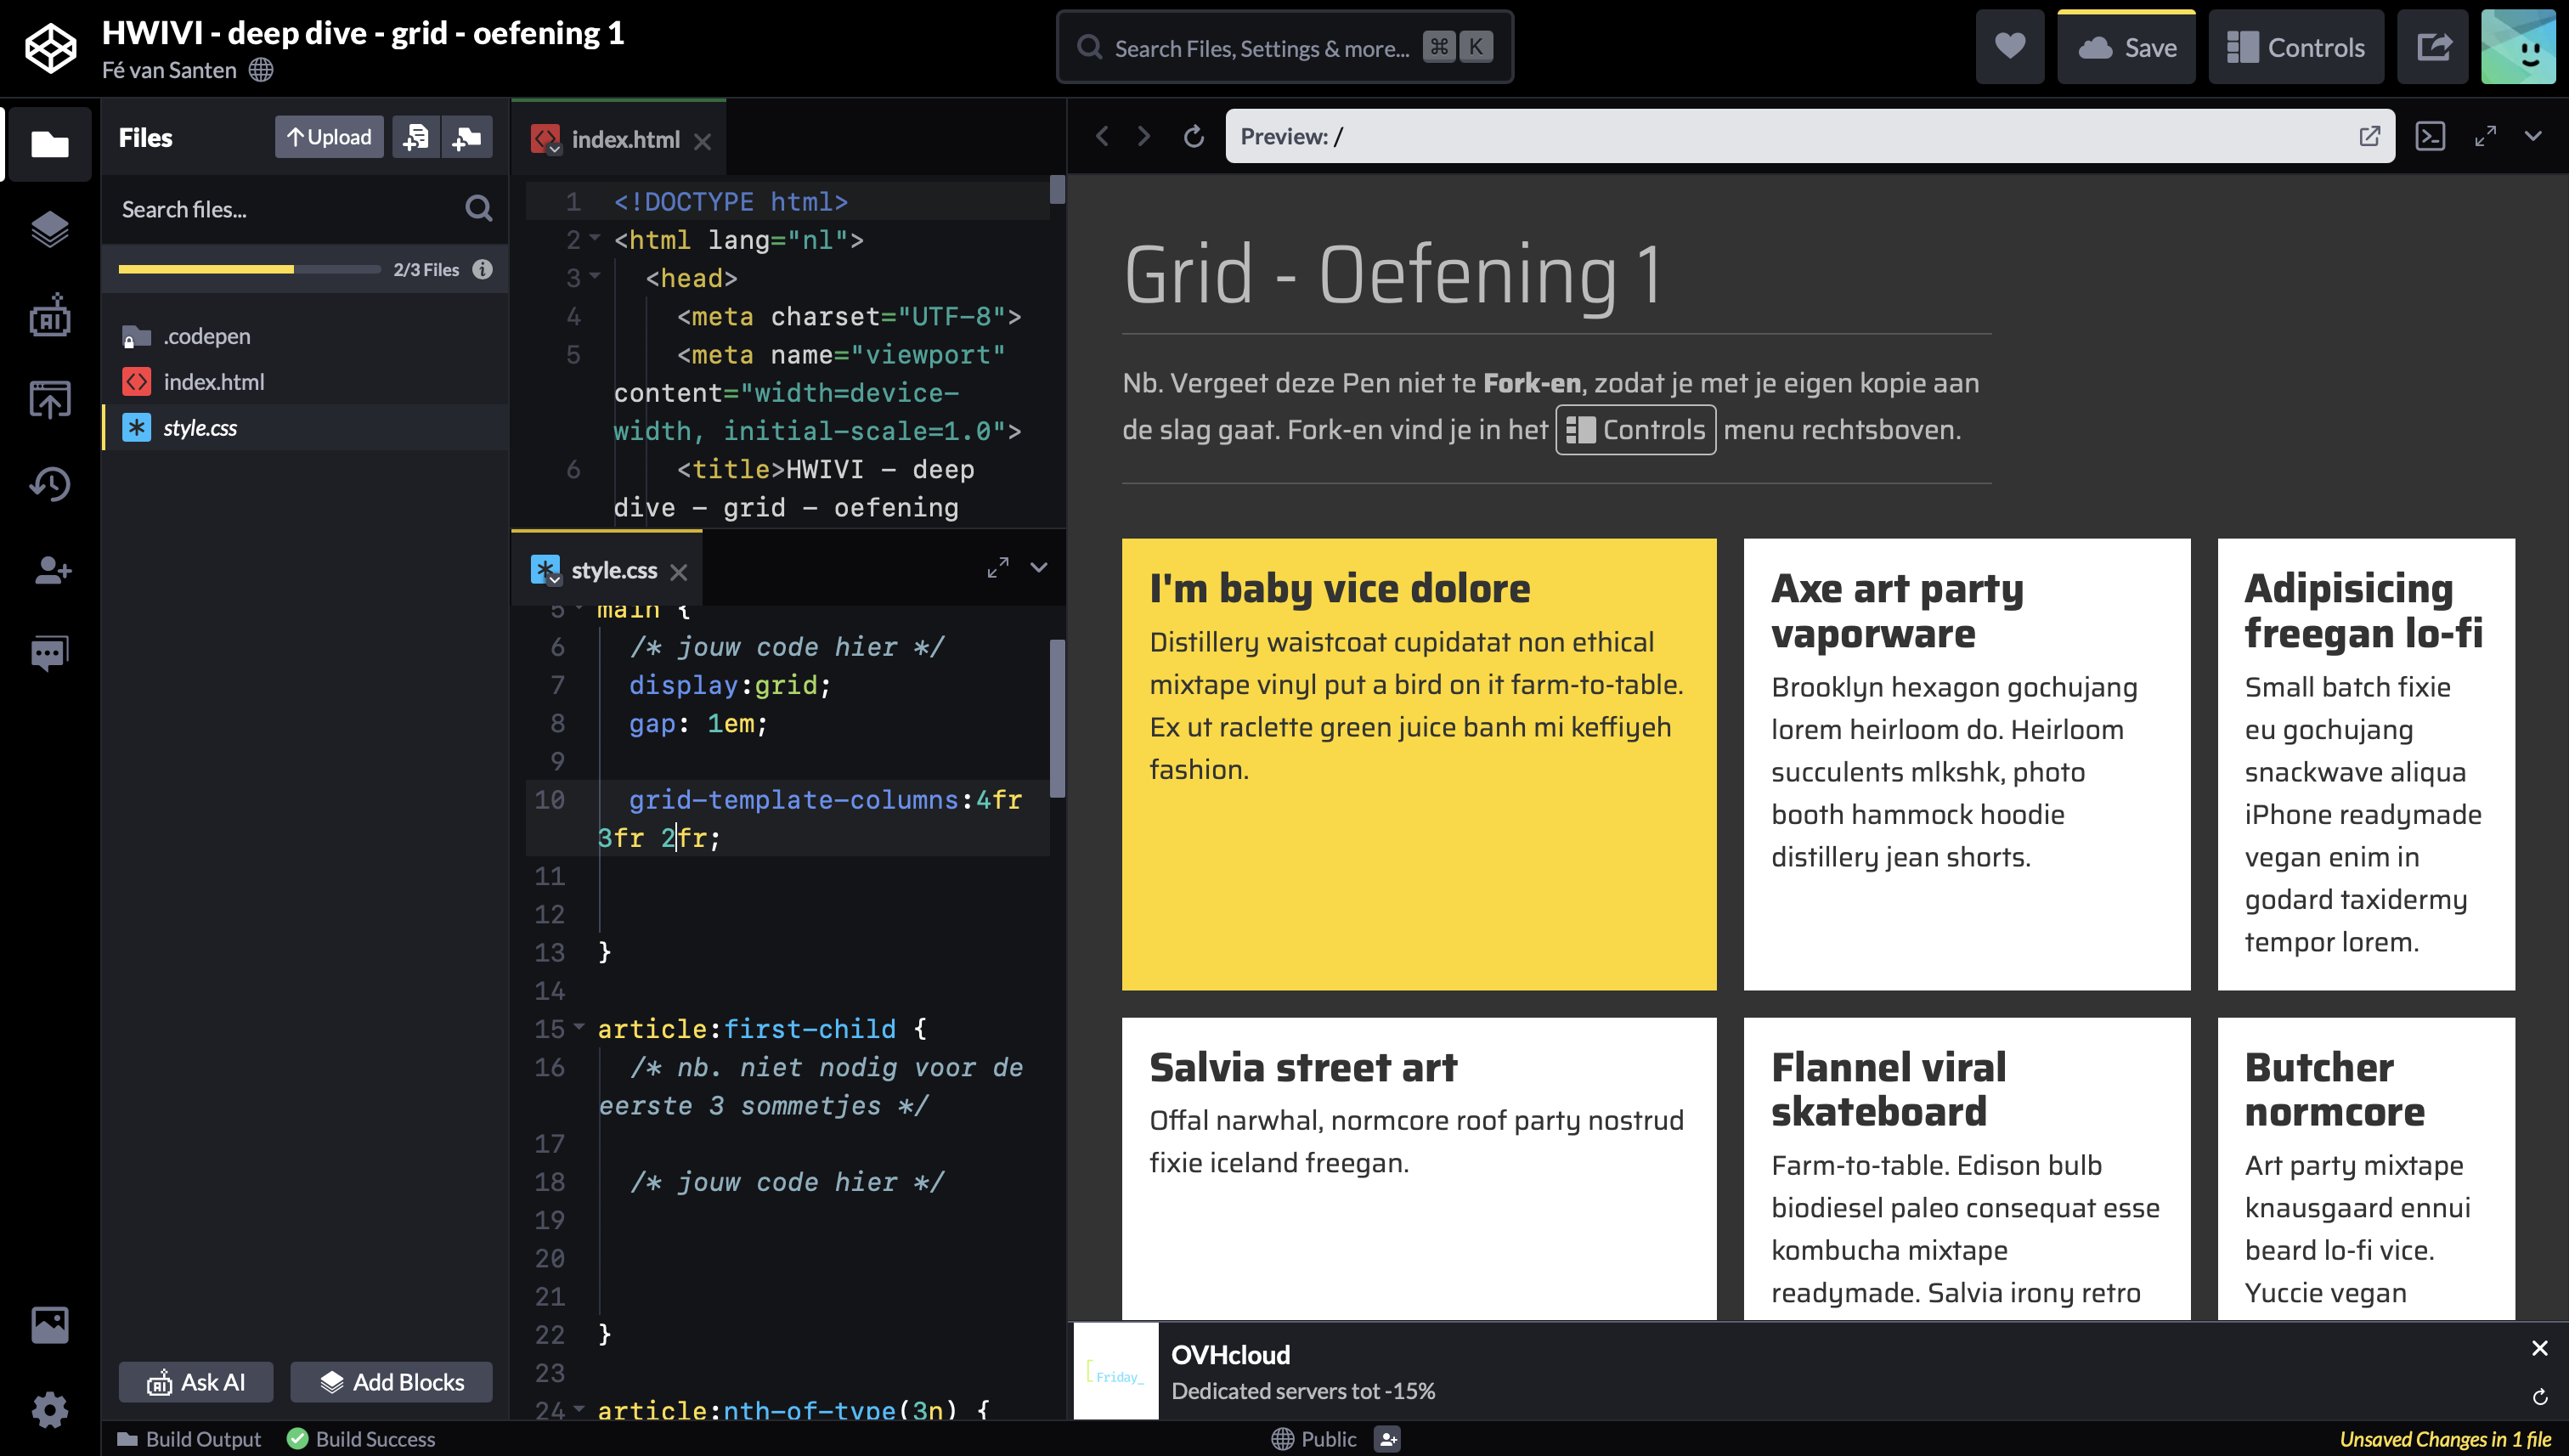 HWIVI - deep dive - grid - oefening 1
Fé van Santen
Search Files, Settings & more... ⌘ K
Save
Controls
Files
Upload
Search files...
2/3 Files
.codepen
index.html
style.css
Ask AI
Add Blocks
index.html
1 <!DOCTYPE html>
2 <html lang="nl">
3 <head>
4 <meta charset="UTF-8">
5 <meta name="viewport"
content="width=device-
width, initial-scale=1.0">
6 <title>HWIVI - deep
dive - grid - oefening
style.css
5 main {
6 /* jouw code hier */
7 display:grid;
8 gap: 1em;
9
10 grid-template-columns:4fr
3fr 2fr;
11
12
13 }
14
15 article:first-child {
16 /* nb. niet nodig voor de
eerste 3 sommetjes */
17
18 /* jouw code hier */
19
20
21
22 }
23
24 article:nth-of-type(3n) {
Preview: /
Grid - Oefening 1
Nb. Vergeet deze Pen niet te Fork-en, zodat je met je eigen kopie aan
de slag gaat. Fork-en vind je in het Controls menu rechtsboven.
I'm baby vice dolore
Distillery waistcoat cupidatat non ethical
mixtape vinyl put a bird on it farm-to-table.
Ex ut raclette green juice banh mi keffiyeh
fashion.
Axe art party
vaporware
Brooklyn hexagon gochujang
lorem heirloom do. Heirloom
succulents mlkshk, photo
booth hammock hoodie
distillery jean shorts.
Adipisicing
freegan lo-fi
Small batch fixie
eu gochujang
snackwave aliqua
iPhone readymade
vegan enim in
godard taxidermy
tempor lorem.
Salvia street art
Offal narwhal, normcore roof party nostrud
fixie iceland freegan.
Flannel viral
skateboard
Farm-to-table. Edison bulb
biodiesel paleo consequat esse
kombucha mixtape
readymade. Salvia irony retro
Butcher
normcore
Art party mixtape
knausgaard ennui
beard lo-fi vice.
Yuccie vegan
[ Friday_
OVHcloud
Dedicated servers tot -15%
Build Output
Build Success
Public
Unsaved Changes in 1 file